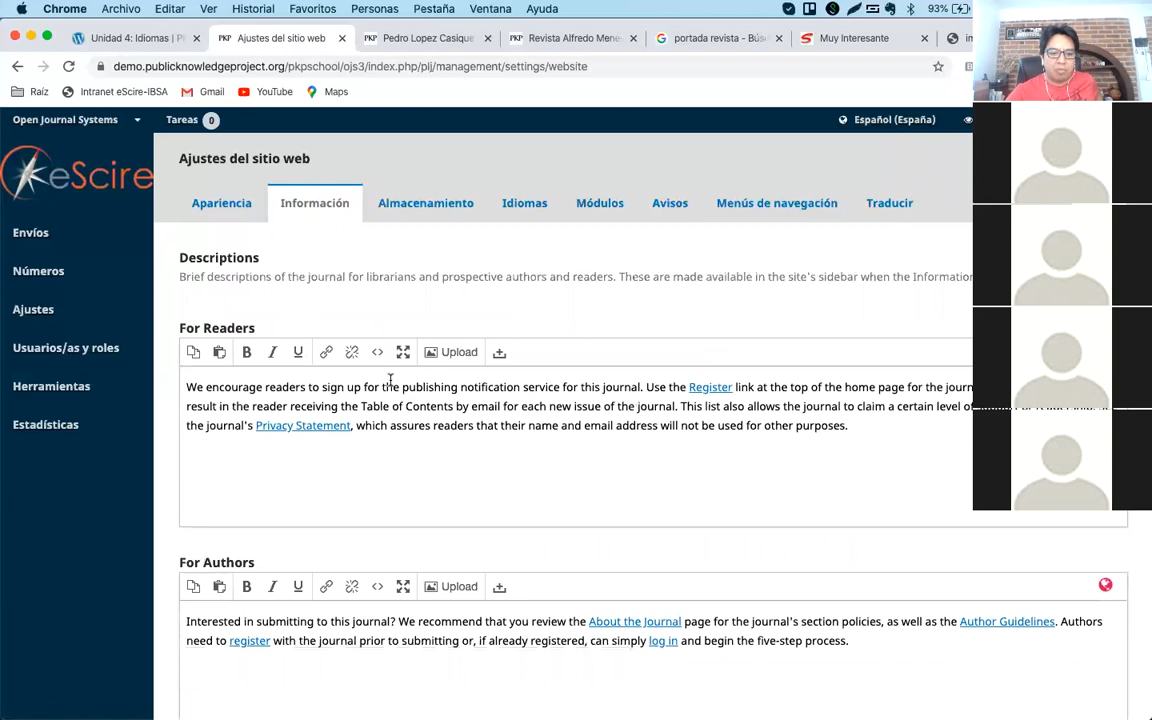 Chrome Archivo Editar Ver Historial Favoritos Personas Pestaña Ventana Ayuda 93%
Unidad 4: Idiomas | P
PKP Ajustes del sitio web
PKP Pedro Lopez Casique
PKP Revista Alfredo Mene
portada revista - Bús
Muy Interesante
im
demo.publicknowledgeproject.org/pkpschool/ojs3/index.php/plj/management/settings/website
Raíz Intranet eScire-IBSA Gmail YouTube Maps
Open Journal Systems Tareas 0 Español (España)
eScire
Ajustes del sitio web
Apariencia Información Almacenamiento Idiomas Módulos Avisos Menús de navegación Traducir
Envíos
Números
Ajustes
Usuarios/as y roles
Herramientas
Estadísticas
Descriptions
Brief descriptions of the journal for librarians and prospective authors and readers. These are made available in the site's sidebar when the Information
For Readers
B I U Upload
We encourage readers to sign up for the publishing notification service for this journal. Use the Register link at the top of the home page for the journ
result in the reader receiving the Table of Contents by email for each new issue of the journal. This list also allows the journal to claim a certain level of
the journal's Privacy Statement, which assures readers that their name and email address will not be used for other purposes.
For Authors
B I U Upload
Interested in submitting to this journal? We recommend that you review the About the Journal page for the journal's section policies, as well as the Author Guidelines. Authors
need to register with the journal prior to submitting or, if already registered, can simply log in and begin the five-step process.